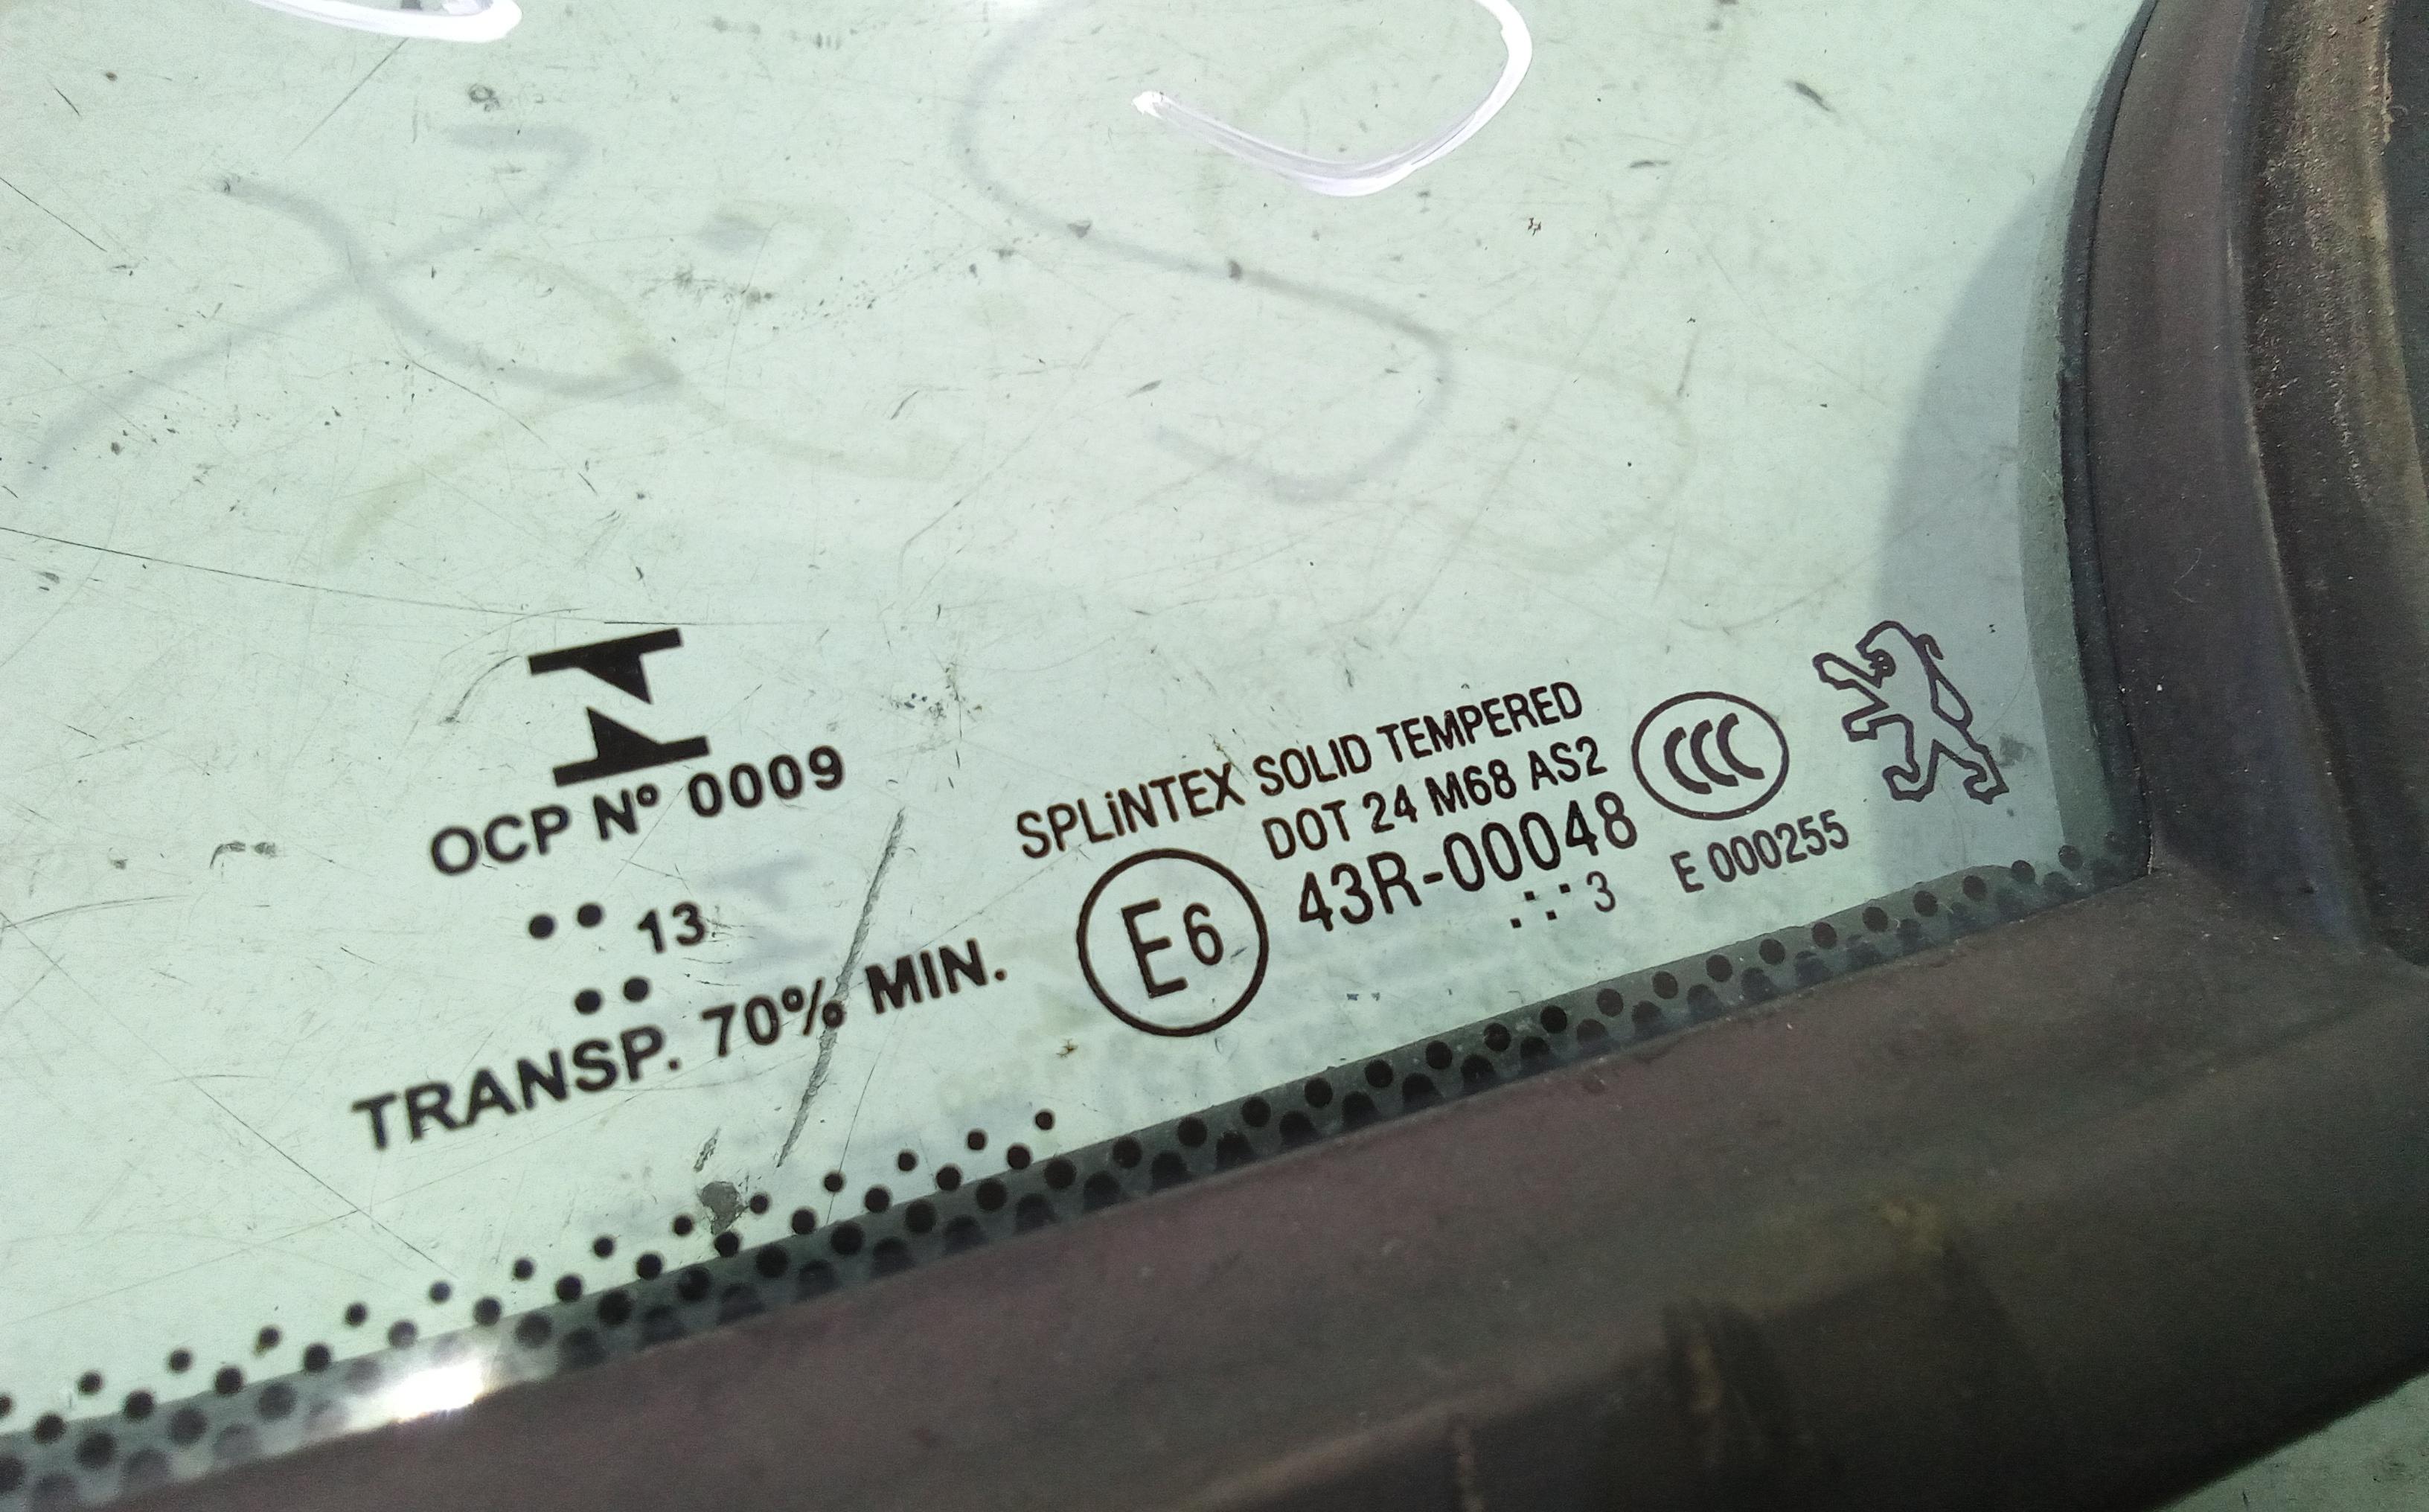 OCP Nº 0009
•• 13
••
TRANSP. 70% MIN.
SPLiNTEX SOLID TEMPERED
DOT 24 M68 AS2
E6
43R-00048
.·.·3
CCC
E 000255